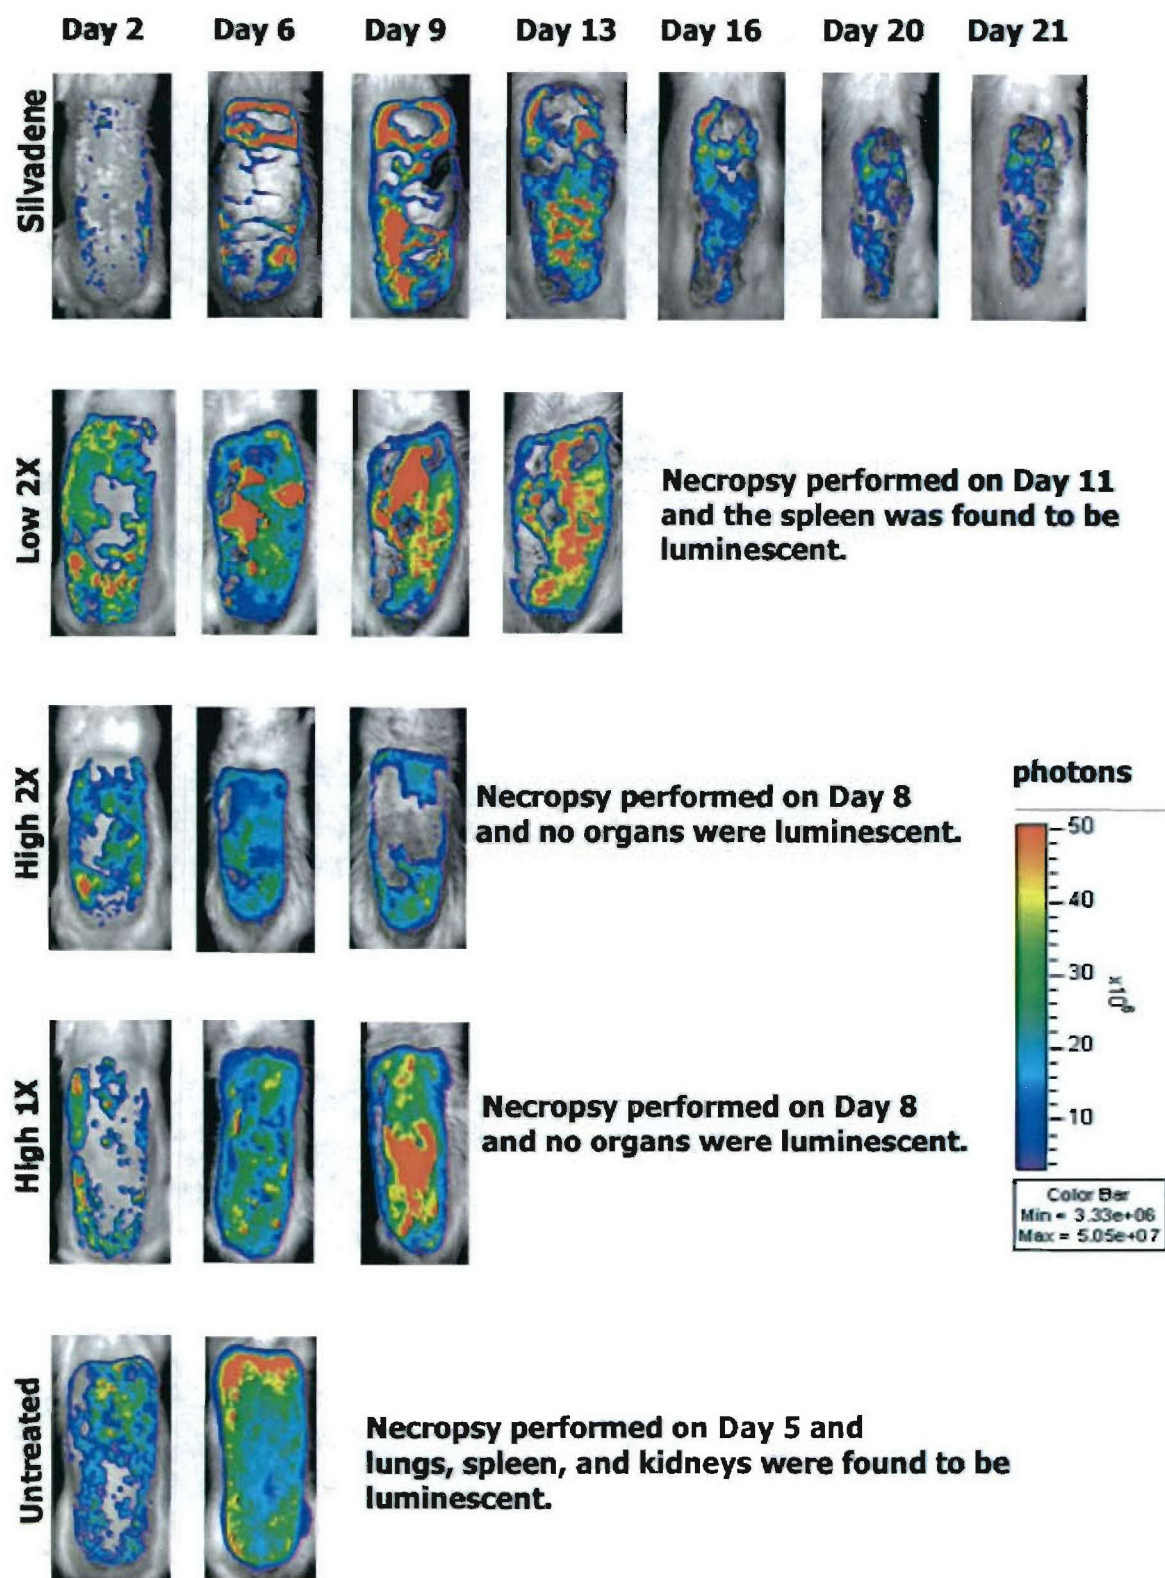 Day 2 Day 6 Day 9 Day 13 Day 16 Day 20 Day 21
Silvadene
Low 2X
Necropsy performed on Day 11
and the spleen was found to be
luminescent.
High 2X
Necropsy performed on Day 8
and no organs were luminescent.
photons
50
40
30
20
10
x10⁶
Color Bar
Min = 3.33e+06
Max = 5.05e+07
High 1X
Necropsy performed on Day 8
and no organs were luminescent.
Untreated
Necropsy performed on Day 5 and
lungs, spleen, and kidneys were found to be
luminescent.